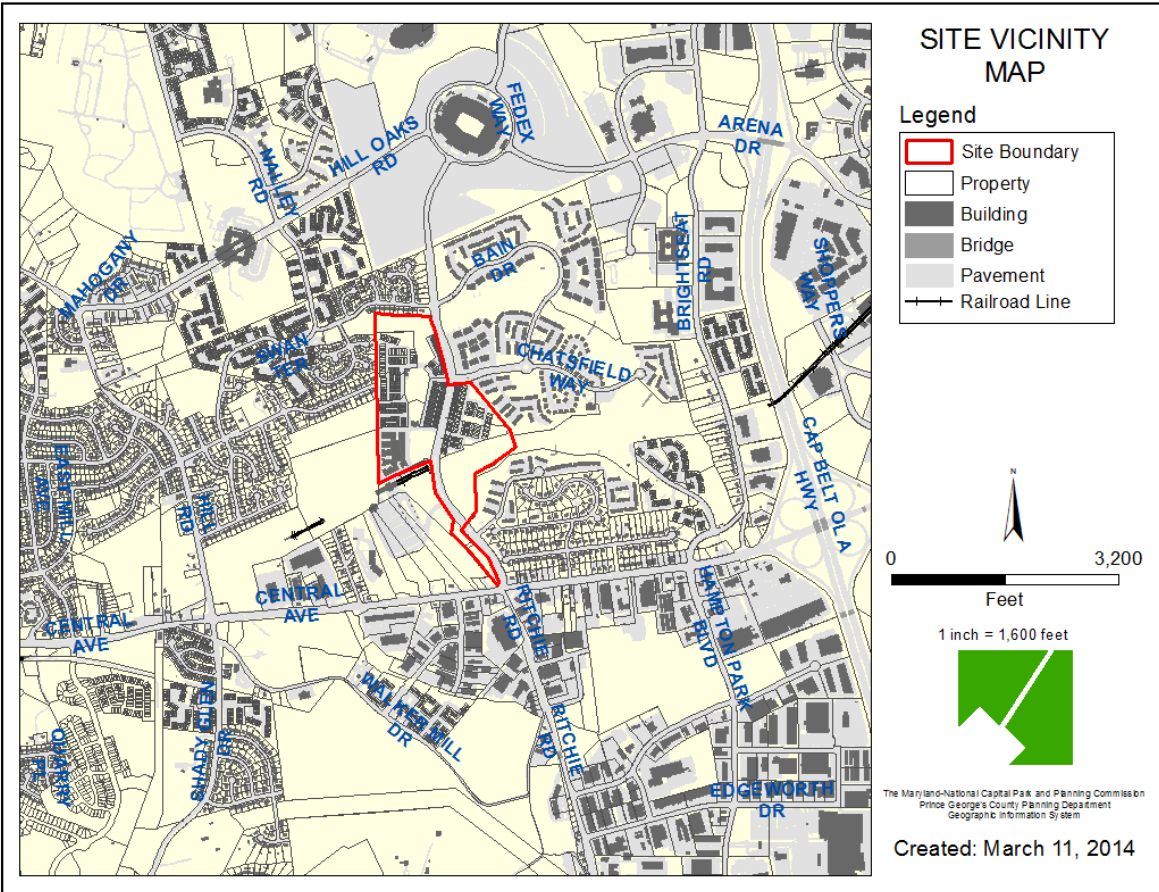 SITE VICINITY
MAP
Legend
Site Boundary
Property
Building
Bridge
Pavement
Railroad Line
N
0 3,200
Feet
1 inch = 1,600 feet
The Maryland-National Capital Park and Planning Commission
Prince George's County Planning Department
Geographic Information System
Created: March 11, 2014
FEDEX
WAY
ARENA
DR
HILL OAKS
RD
NALLEY
RD
BAIN
DR
BRIGHTSEAT
RD
SHOPPERS
WAY
MAHOGANY
DR
SWAN
TER
CHATSFIELD
WAY
CAP BELT OL A
HWY
EAST MILL
AVE
HILL
RD
CENTRAL
AVE
CENTRAL
AVE
RITCHIE
RD
HAMPTON PARK
BLVD
WALKER MILL
DR
RITCHIE
RD
SHADY GLEN
DR
QUARRY
PL
EDGEWORTH
DR